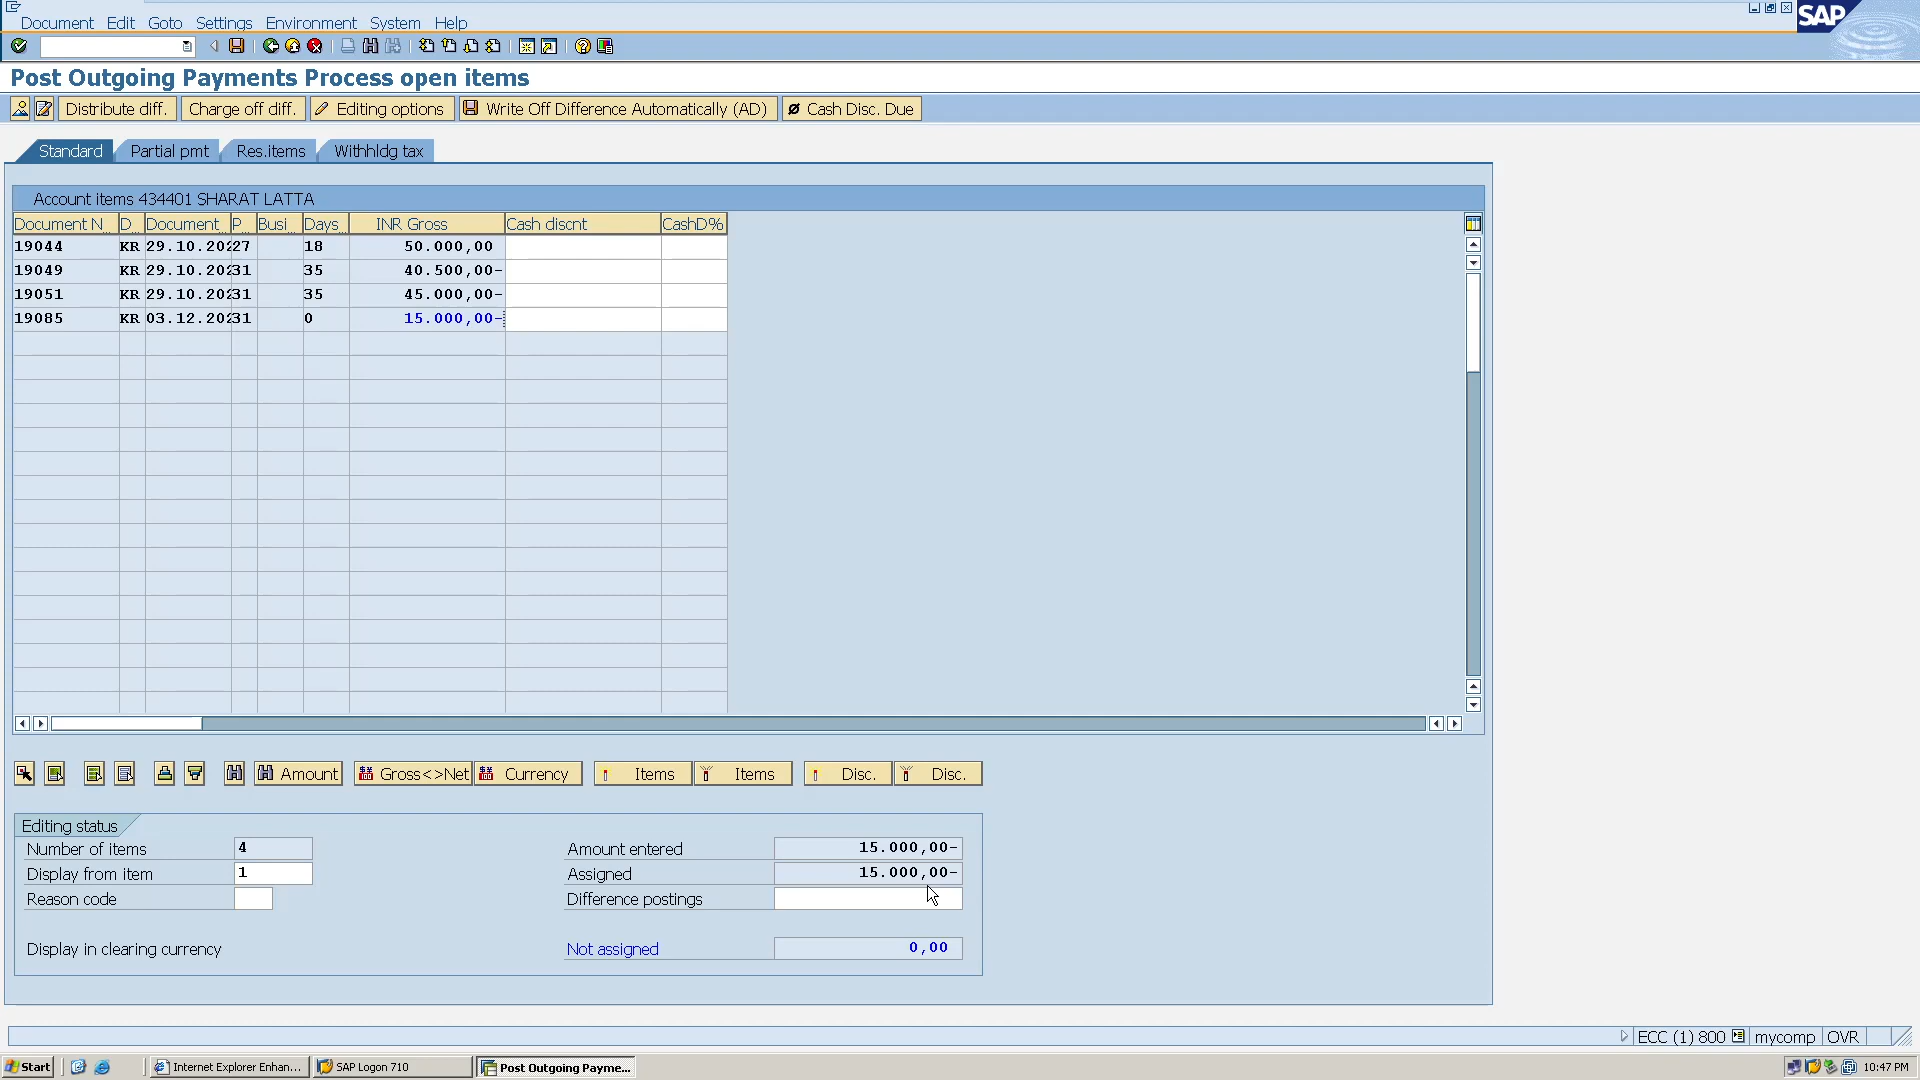 Document Edit Goto Settings Environment System Help
SAP
Post Outgoing Payments Process open items
Distribute diff. Charge off diff. Editing options Write Off Difference Automatically (AD) Cash Disc. Due
Standard Partial pmt Res.items Withhldg tax
Account items 434401 SHARAT LATTA
Document N... D... Document... P... Busi... Days... INR Gross Cash discnt CashD%
19044 KR 29.10.202 27 18 50.000,00
19049 KR 29.10.202 31 35 40.500,00-
19051 KR 29.10.202 31 35 45.000,00-
19085 KR 03.12.202 31 0 15.000,00-
Amount Gross<>Net Currency Items Items Disc. Disc.
Editing status
Number of items 4 Amount entered 15.000,00-
Display from item 1 Assigned 15.000,00-
Reason code Difference postings
Display in clearing currency Not assigned 0,00
ECC (1) 800 mycomp OVR
Start Internet Explorer Enhan... SAP Logon 710 Post Outgoing Payme... 10:47 PM